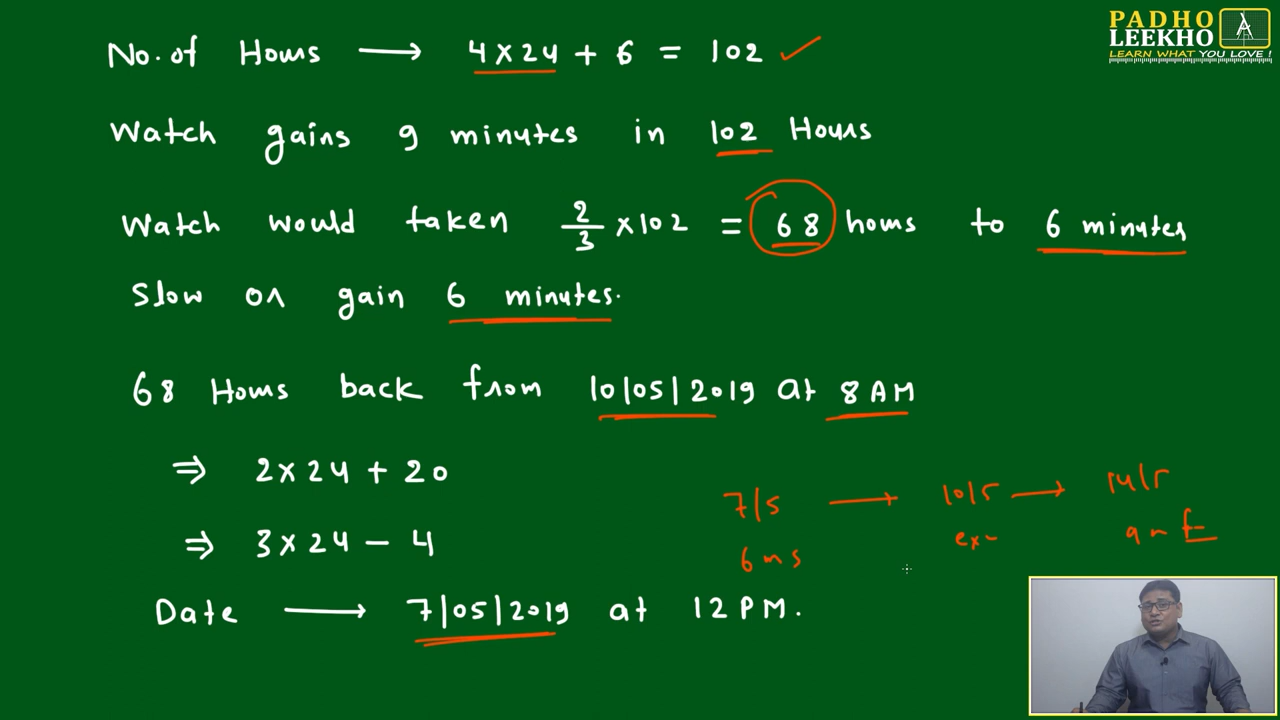 PADHO
LEEKHO
LEARN WHAT YOU LOVE !
No. of Hours → 4 x 24 + 6 = 102 ✓
Watch gains 9 minutes in 102 Hours
Watch would taken 2/3 x 102 = 68 hours to 6 minutes
Slow or gain 6 minutes.
68 Hours back from 10/05/2019 at 8 AM
⇒ 2 x 24 + 20
⇒ 3 x 24 - 4
7/5 → 10/5 → 14/5
6 m s
Date → 7/05/2019 at 12 PM.